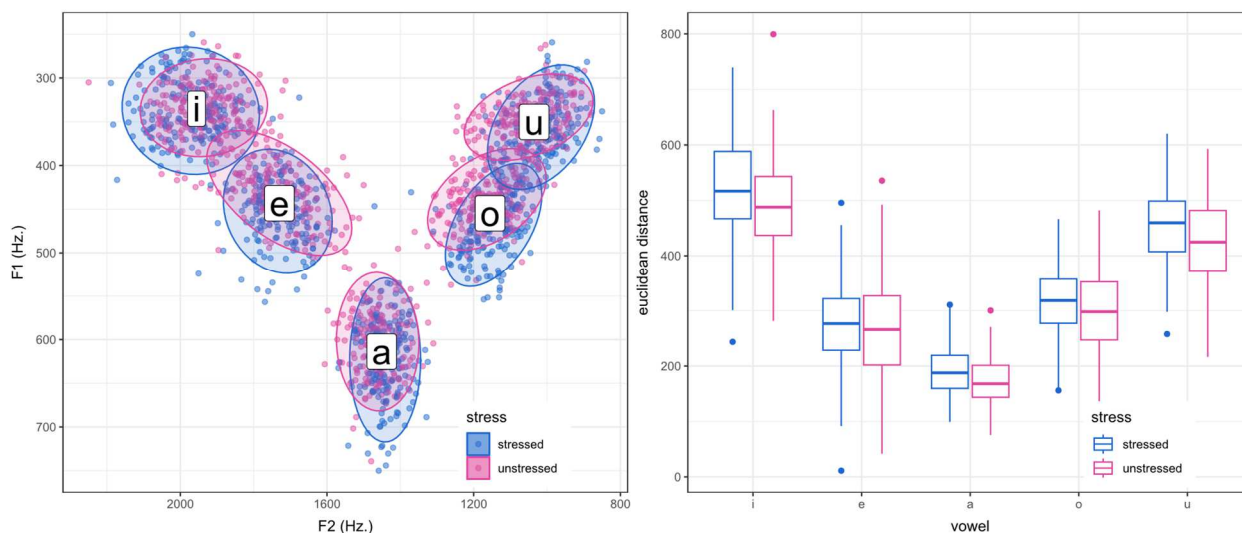 F1 (Hz.)
300
400
500
600
700
i
e
a
o
u
stress
stressed
unstressed
2000
1600
1200
800
F2 (Hz.)
euclidean distance
800
600
400
200
0
stress
stressed
unstressed
i
e
a
o
u
vowel